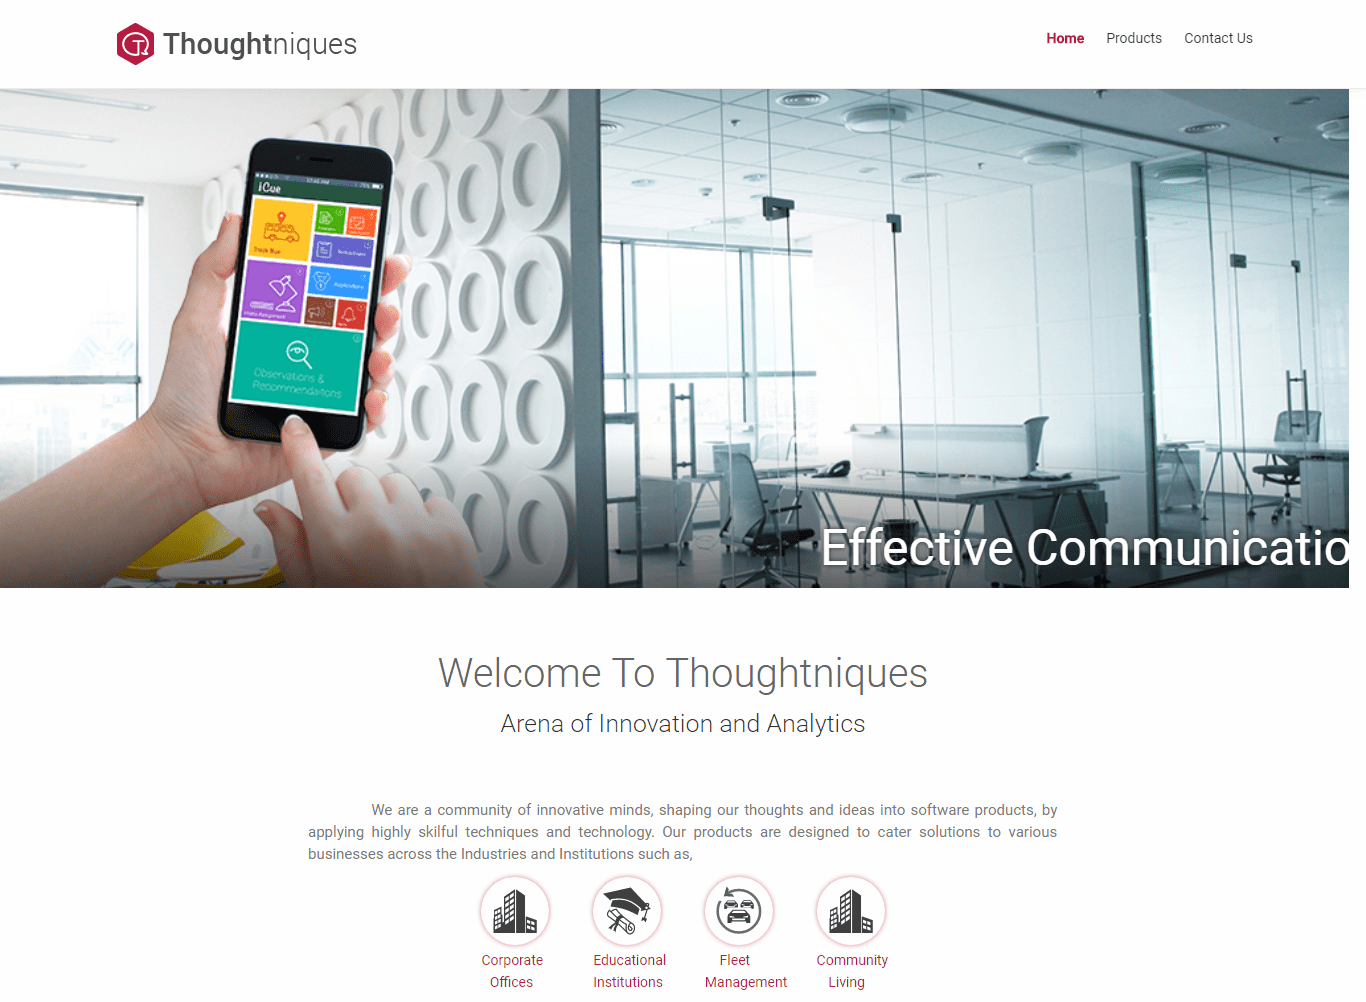 Thoughtniques
Home Products Contact Us
iCue
Track Bus
Applications
Observations &
Recommendations
Effective Communicatio
Welcome To Thoughtniques
Arena of Innovation and Analytics
We are a community of innovative minds, shaping our thoughts and ideas into software products, by
applying highly skilful techniques and technology. Our products are designed to cater solutions to various
businesses across the Industries and Institutions such as,
Corporate
Offices
Educational
Institutions
Fleet
Management
Community
Living